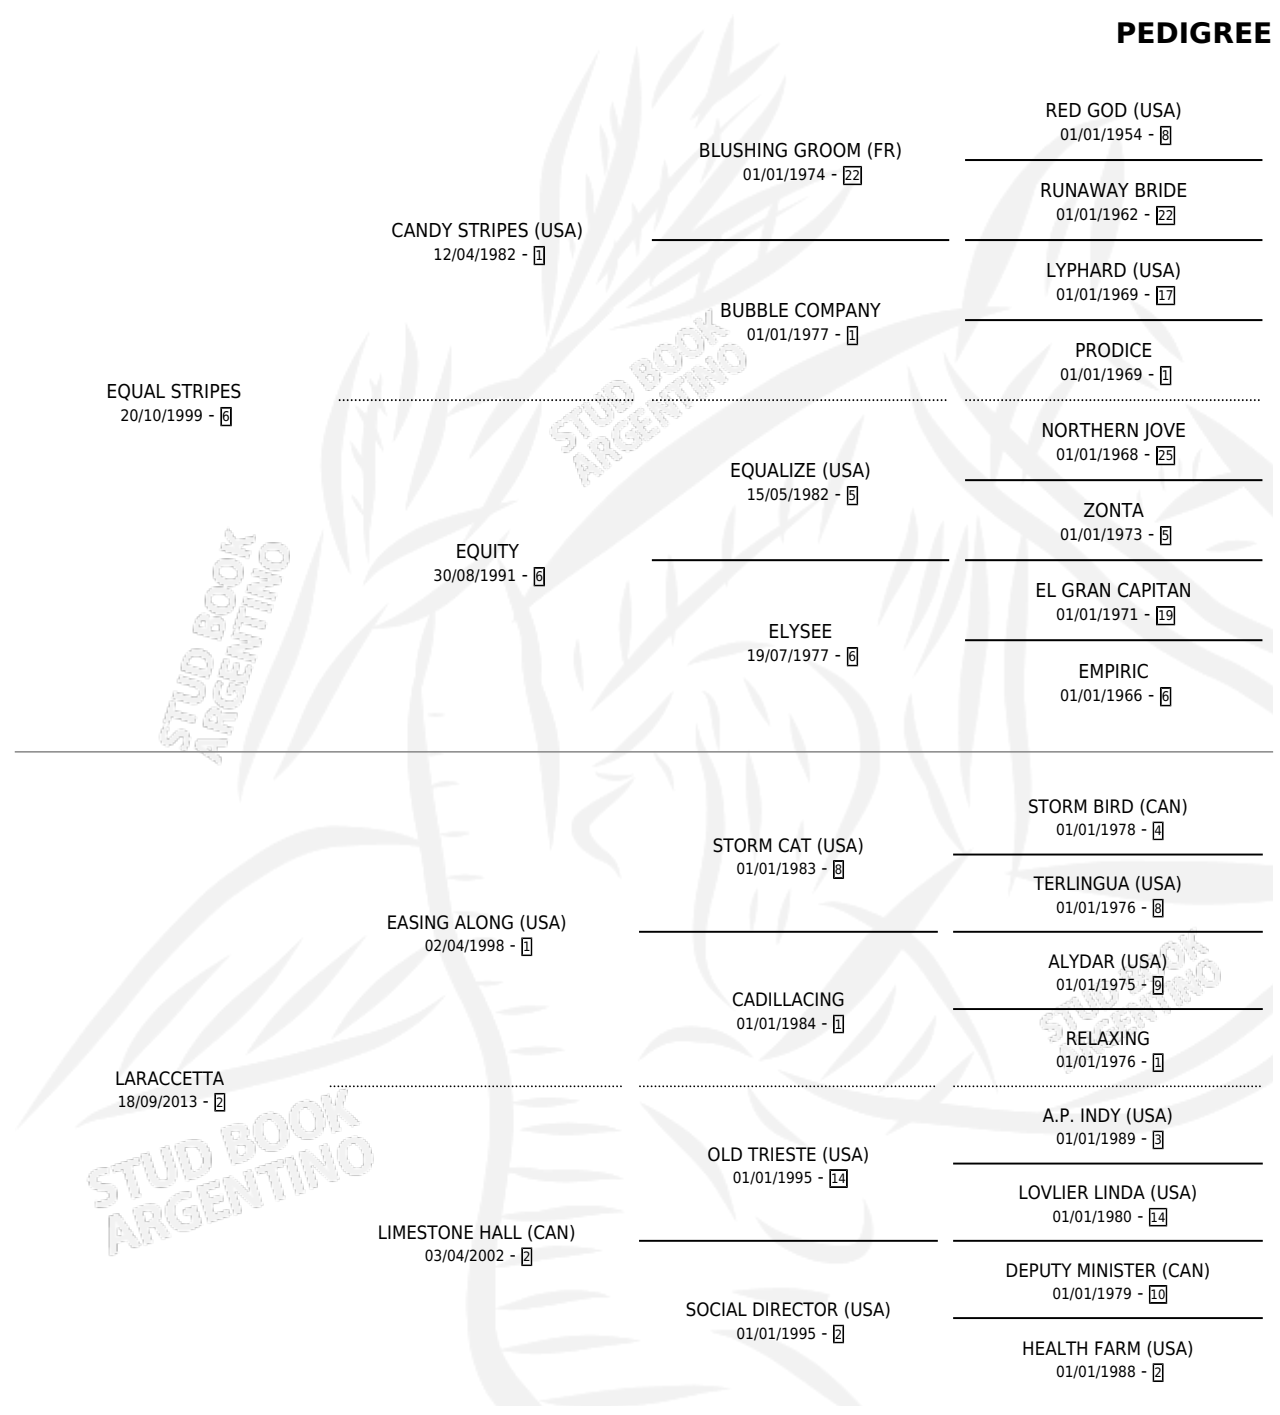 PEDIGREE
RED GOD (USA)
01/01/1954 - 8
BLUSHING GROOM (FR)
01/01/1974 - 22
RUNAWAY BRIDE
01/01/1962 - 22
CANDY STRIPES (USA)
12/04/1982 - 1
LYPHARD (USA)
01/01/1969 - 17
BUBBLE COMPANY
01/01/1977 - 1
PRODICE
01/01/1969 - 1
EQUAL STRIPES
20/10/1999 - 6
NORTHERN JOVE
01/01/1968 - 25
EQUALIZE (USA)
15/05/1982 - 5
ZONTA
01/01/1973 - 5
EQUITY
30/08/1991 - 6
EL GRAN CAPITAN
01/01/1971 - 19
ELYSEE
19/07/1977 - 6
EMPIRIC
01/01/1966 - 6
STORM BIRD (CAN)
01/01/1978 - 4
STORM CAT (USA)
01/01/1983 - 8
TERLINGUA (USA)
01/01/1976 - 8
EASING ALONG (USA)
02/04/1998 - 1
ALYDAR (USA)
01/01/1975 - 9
CADILLACING
01/01/1984 - 1
RELAXING
01/01/1976 - 1
LARACCETTA
18/09/2013 - 2
A.P. INDY (USA)
01/01/1989 - 3
OLD TRIESTE (USA)
01/01/1995 - 14
LOVLIER LINDA (USA)
01/01/1980 - 14
LIMESTONE HALL (CAN)
03/04/2002 - 2
DEPUTY MINISTER (CAN)
01/01/1979 - 10
SOCIAL DIRECTOR (USA)
01/01/1995 - 2
HEALTH FARM (USA)
01/01/1988 - 2
STUD BOOK
ARGENTINO
STUD BOOK
ARGENTINO
STUD BOOK
ARGENTINO
STUD BOOK
ARGENTINO